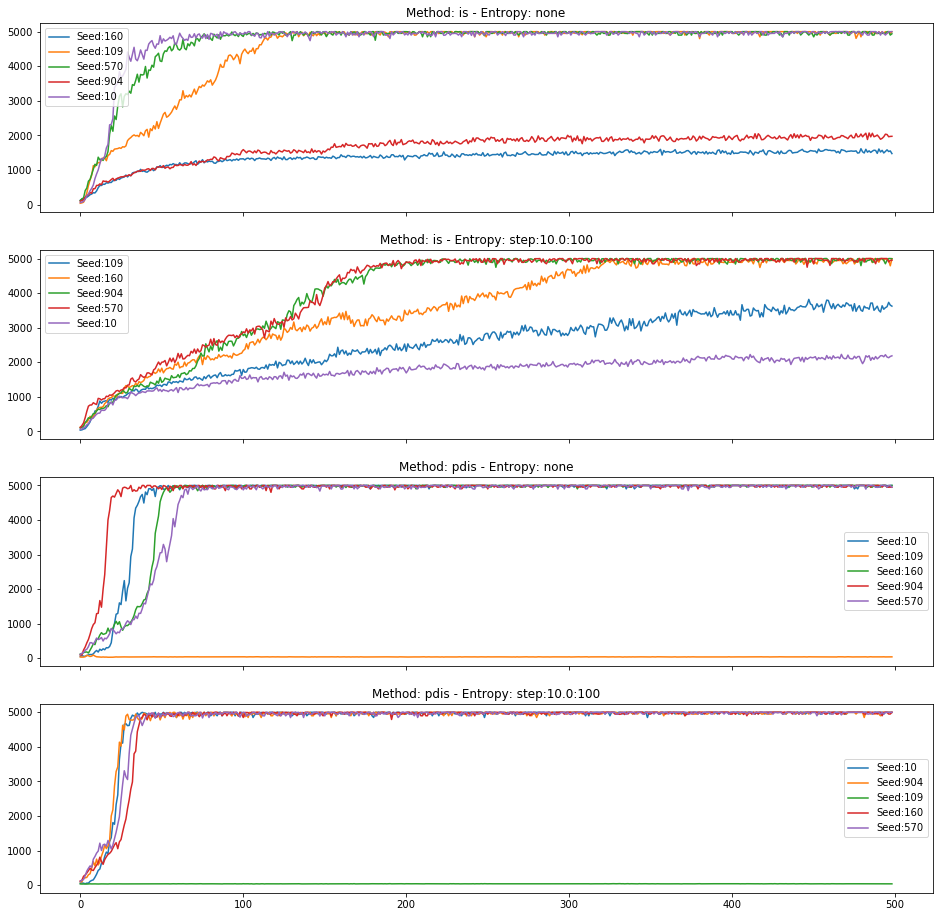 Method: is - Entropy: none
5000
4000
3000
2000
1000
0
Seed:160
Seed:109
Seed:570
Seed:904
Seed:10
Method: is - Entropy: step:10.0:100
5000
4000
3000
2000
1000
0
Seed:109
Seed:160
Seed:904
Seed:570
Seed:10
Method: pdis - Entropy: none
5000
4000
3000
2000
1000
0
Seed:10
Seed:109
Seed:160
Seed:904
Seed:570
Method: pdis - Entropy: step:10.0:100
5000
4000
3000
2000
1000
0
Seed:10
Seed:904
Seed:109
Seed:160
Seed:570
0 100 200 300 400 500